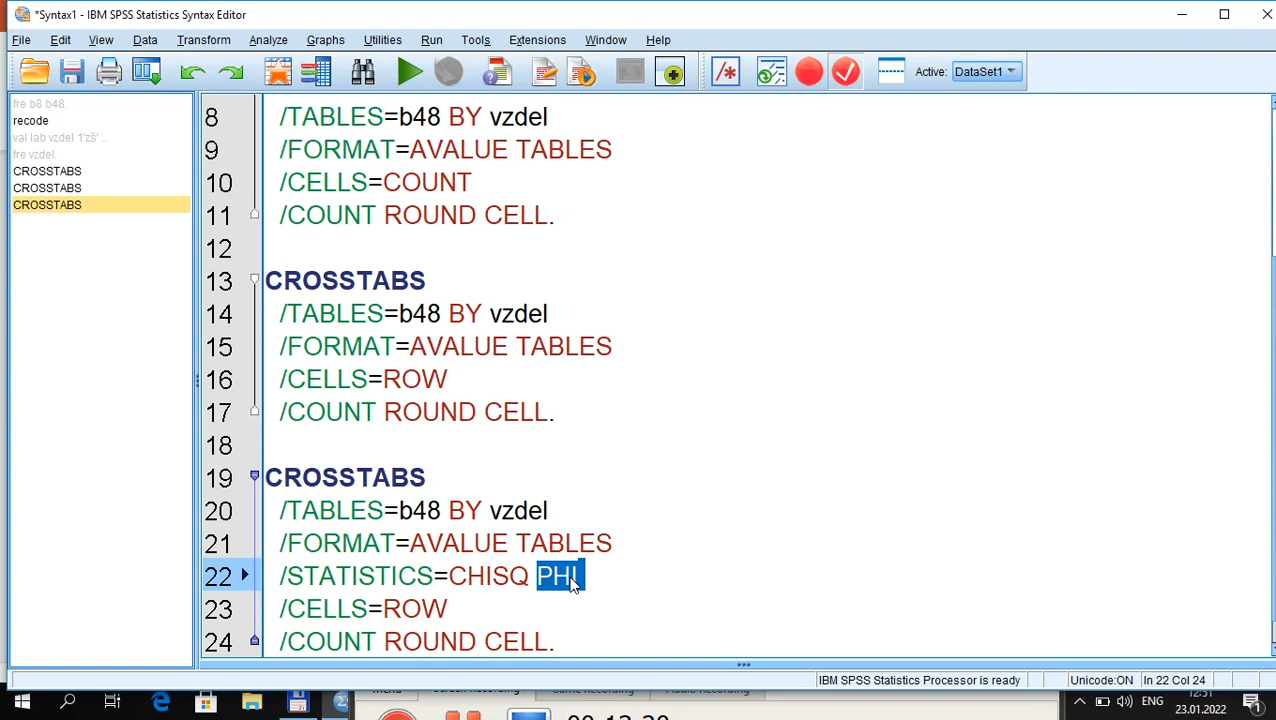 *Syntax1 - IBM SPSS Statistics Syntax Editor
File Edit View Data Transform Analyze Graphs Utilities Run Tools Extensions Window Help
Active: DataSet1
fre b8 b48.
recode
val lab vzdel 1'zš' ...
fre vzdel.
CROSSTABS
CROSSTABS
CROSSTABS
8 /TABLES=b48 BY vzdel
9 /FORMAT=AVALUE TABLES
10 /CELLS=COUNT
11 /COUNT ROUND CELL.
12
13 CROSSTABS
14 /TABLES=b48 BY vzdel
15 /FORMAT=AVALUE TABLES
16 /CELLS=ROW
17 /COUNT ROUND CELL.
18
19 CROSSTABS
20 /TABLES=b48 BY vzdel
21 /FORMAT=AVALUE TABLES
22 /STATISTICS=CHISQ PHI
23 /CELLS=ROW
24 /COUNT ROUND CELL.
IBM SPSS Statistics Processor is ready Unicode:ON In 22 Col 24
ENG 12:51
23.01.2022